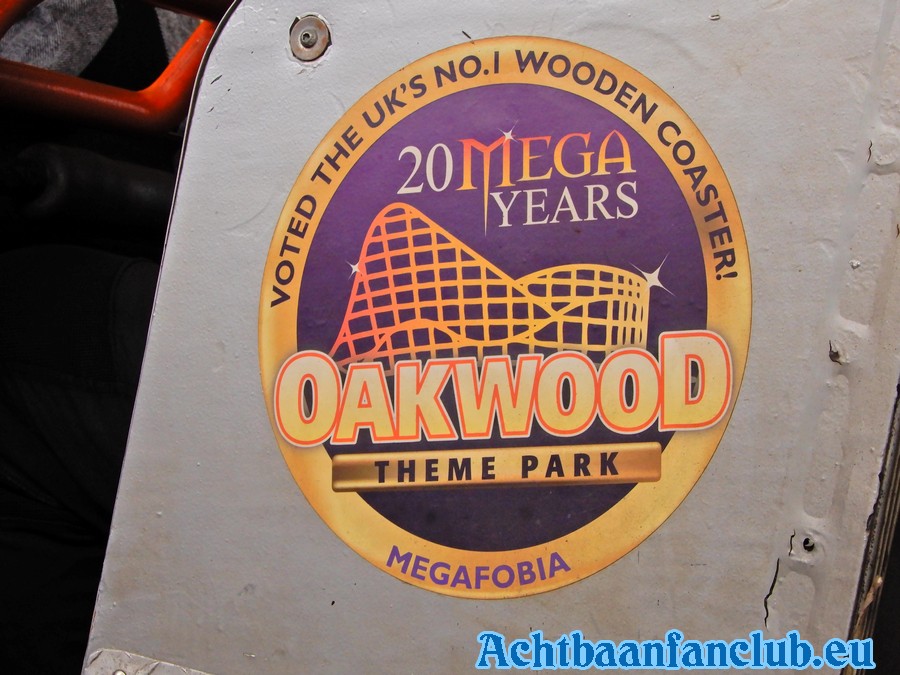 VOTED THE UK'S NO.1 WOODEN COASTER!
20 MEGA
YEARS
OAKWOOD
THEME PARK
MEGAFOBIA
Achtbaanfanclub.eu